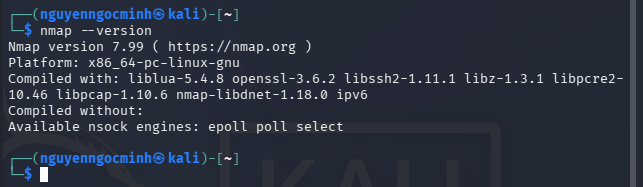 ┌──(nguyenngocminh㉿kali)-[~]
└─$ nmap --version
Nmap version 7.99 ( https://nmap.org )
Platform: x86_64-pc-linux-gnu
Compiled with: liblua-5.4.8 openssl-3.6.2 libssh2-1.11.1 libz-1.3.1 libpcre2-
10.46 libpcap-1.10.6 nmap-libdnet-1.18.0 ipv6
Compiled without:
Available nsock engines: epoll poll select
┌──(nguyenngocminh㉿kali)-[~]
└─$
KALI